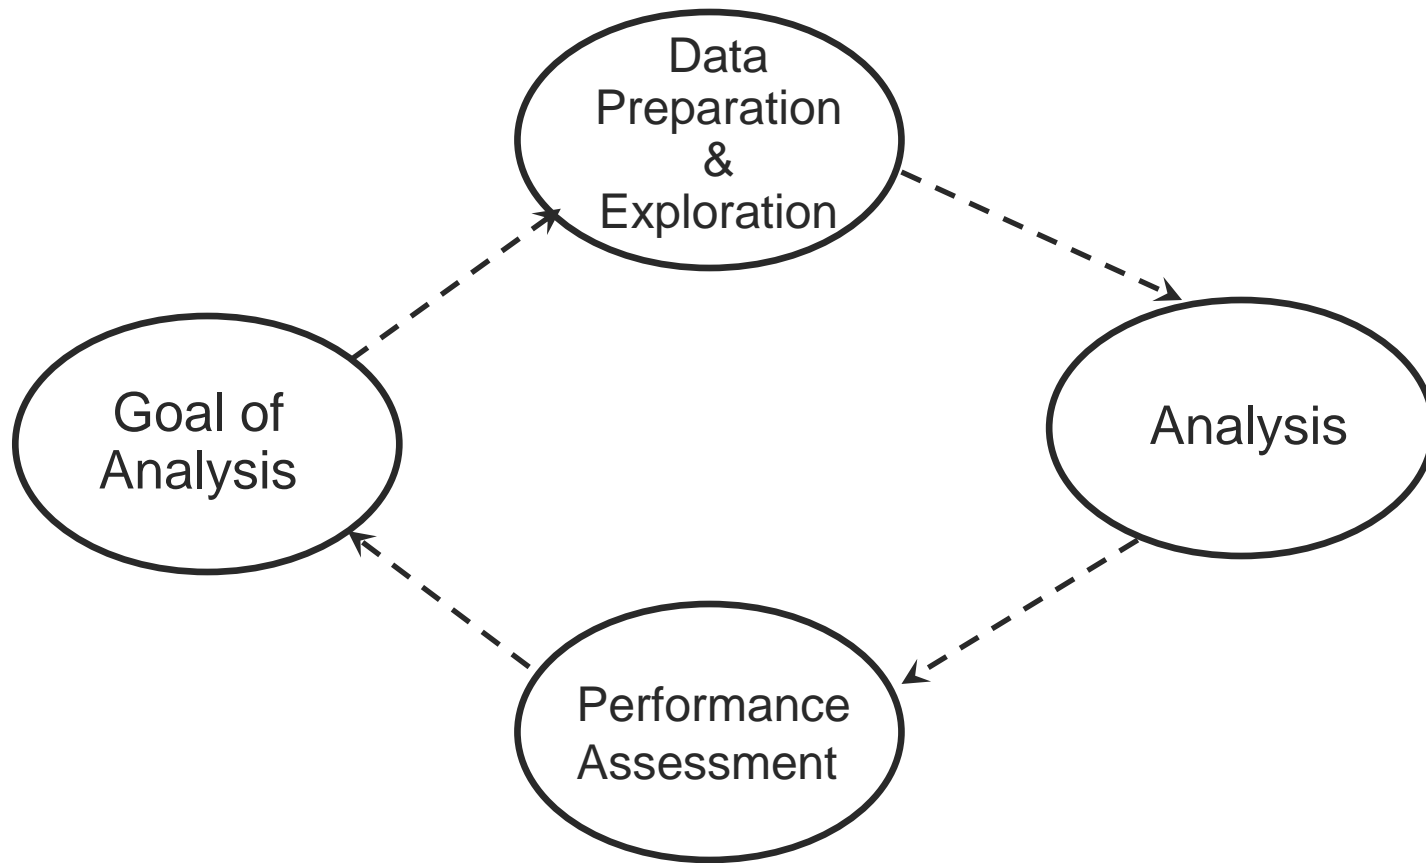 Data
Preparation
&
Exploration
Goal of
Analysis
Analysis
Performance
Assessment